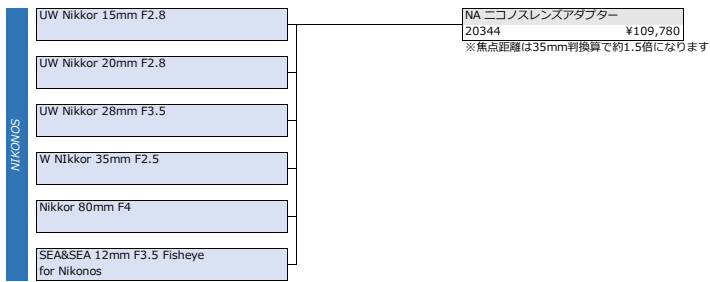 NIKONOS
UW Nikkor 15mm F2.8
NA ニコノスレンズアダプター
20344 ¥109,780
※焦点距離は35mm判換算で約1.5倍になります
UW Nikkor 20mm F2.8
UW Nikkor 28mm F3.5
W NIkkor 35mm F2.5
Nikkor 80mm F4
SEA&SEA 12mm F3.5 Fisheye
for Nikonos